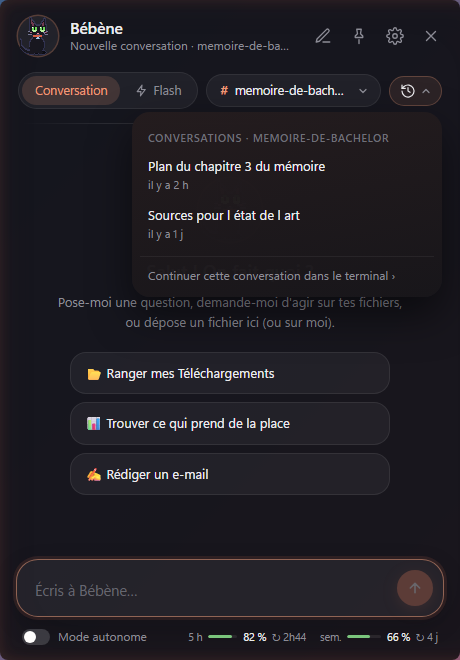 Bébène
Nouvelle conversation · memoire-de-ba...
Conversation
Flash
# memoire-de-bach...
CONVERSATIONS · MEMOIRE-DE-BACHELOR
Plan du chapitre 3 du mémoire
il y a 2 h
Sources pour l état de l art
il y a 1 j
Continuer cette conversation dans le terminal ›
Pose-moi une question, demande-moi d'agir sur tes fichiers,
ou dépose un fichier ici (ou sur moi).
Ranger mes Téléchargements
Trouver ce qui prend de la place
Rédiger un e-mail
Écris à Bébène...
Mode autonome
5 h 82 % ↻ 2h44 sem. 66 % ↻ 4 j